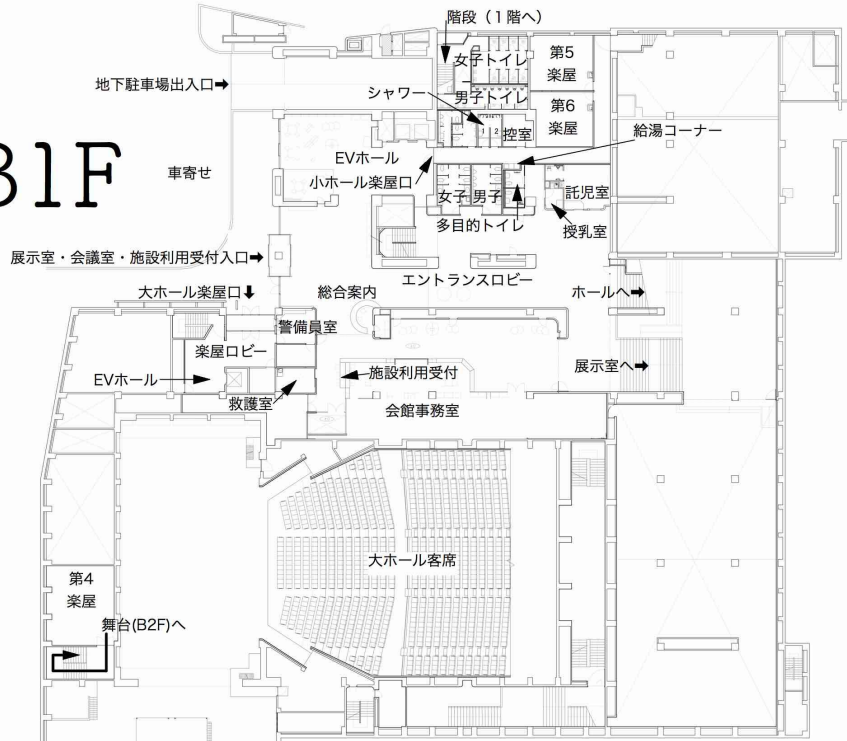 階段（1階へ）
女子トイレ
第5
楽屋
地下駐車場出入口➡
シャワー
男子トイレ
第6
楽屋
1 2
控室
給湯コーナー
B1F
車寄せ
EVホール
小ホール楽屋口
女子
男子
託児室
多目的トイレ
授乳室
展示室・会議室・施設利用受付入口➡
エントランスロビー
大ホール楽屋口⬇
総合案内
ホールへ➡
警備員室
楽屋ロビー
施設利用受付
展示室へ➡
EVホール
救護室
会館事務室
大ホール客席
第4
楽屋
舞台(B2F)へ